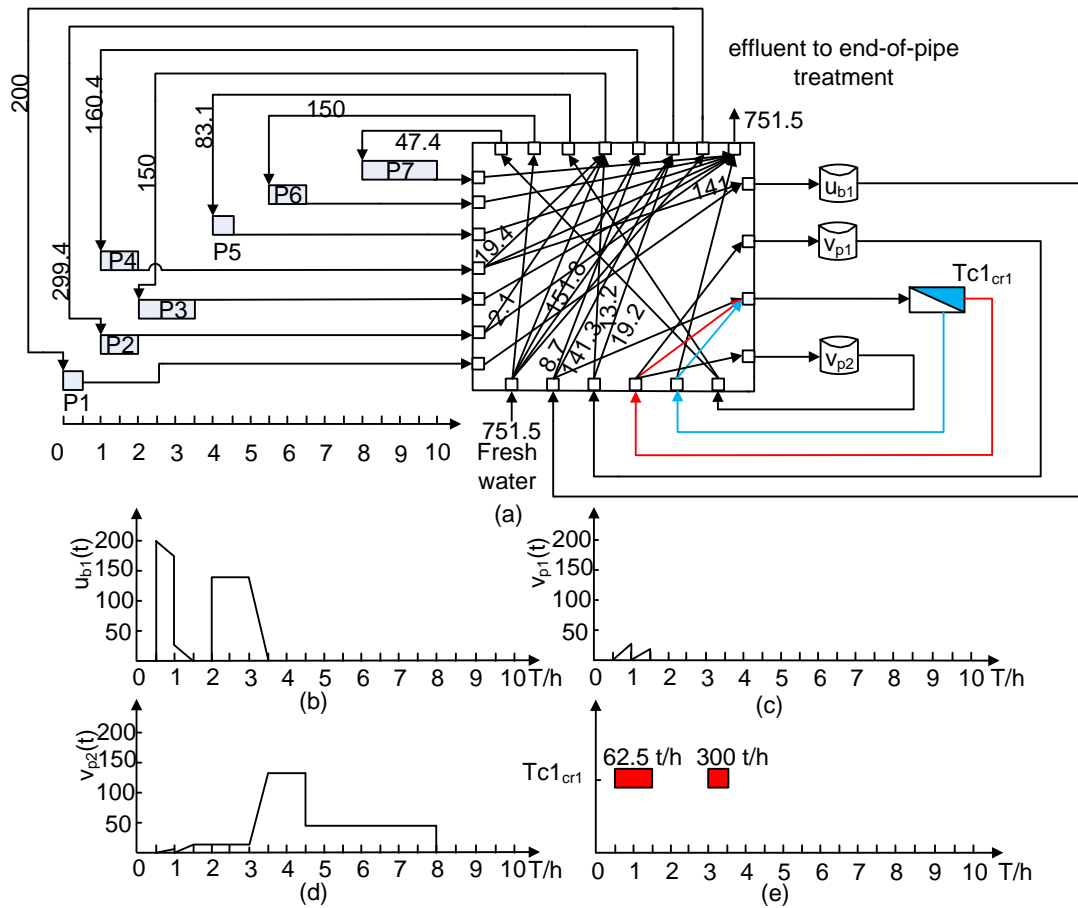 effluent to end-of-pipe
treatment
751.5
200
299.4
160.4
150
83.1
150
47.4
P7
P6
P5
P4
P3
P2
P1
19.4
2.1
151.8
8.7
141.3
13.2
19.2
141
u_b1
v_p1
Tc1_cr1
v_p2
0 1 2 3 4 5 6 7 8 9 10
751.5
Fresh
water
(a)
u_b1(t)
200
150
100
50
0 1 2 3 4 5 6 7 8 9 10 T/h
(b)
v_p1(t)
200
150
100
50
0 1 2 3 4 5 6 7 8 9 10 T/h
(c)
v_p2(t)
200
150
100
50
0 1 2 3 4 5 6 7 8 9 10 T/h
(d)
Tc1_cr1
62.5 t/h 300 t/h
0 1 2 3 4 5 6 7 8 9 10 T/h
(e)